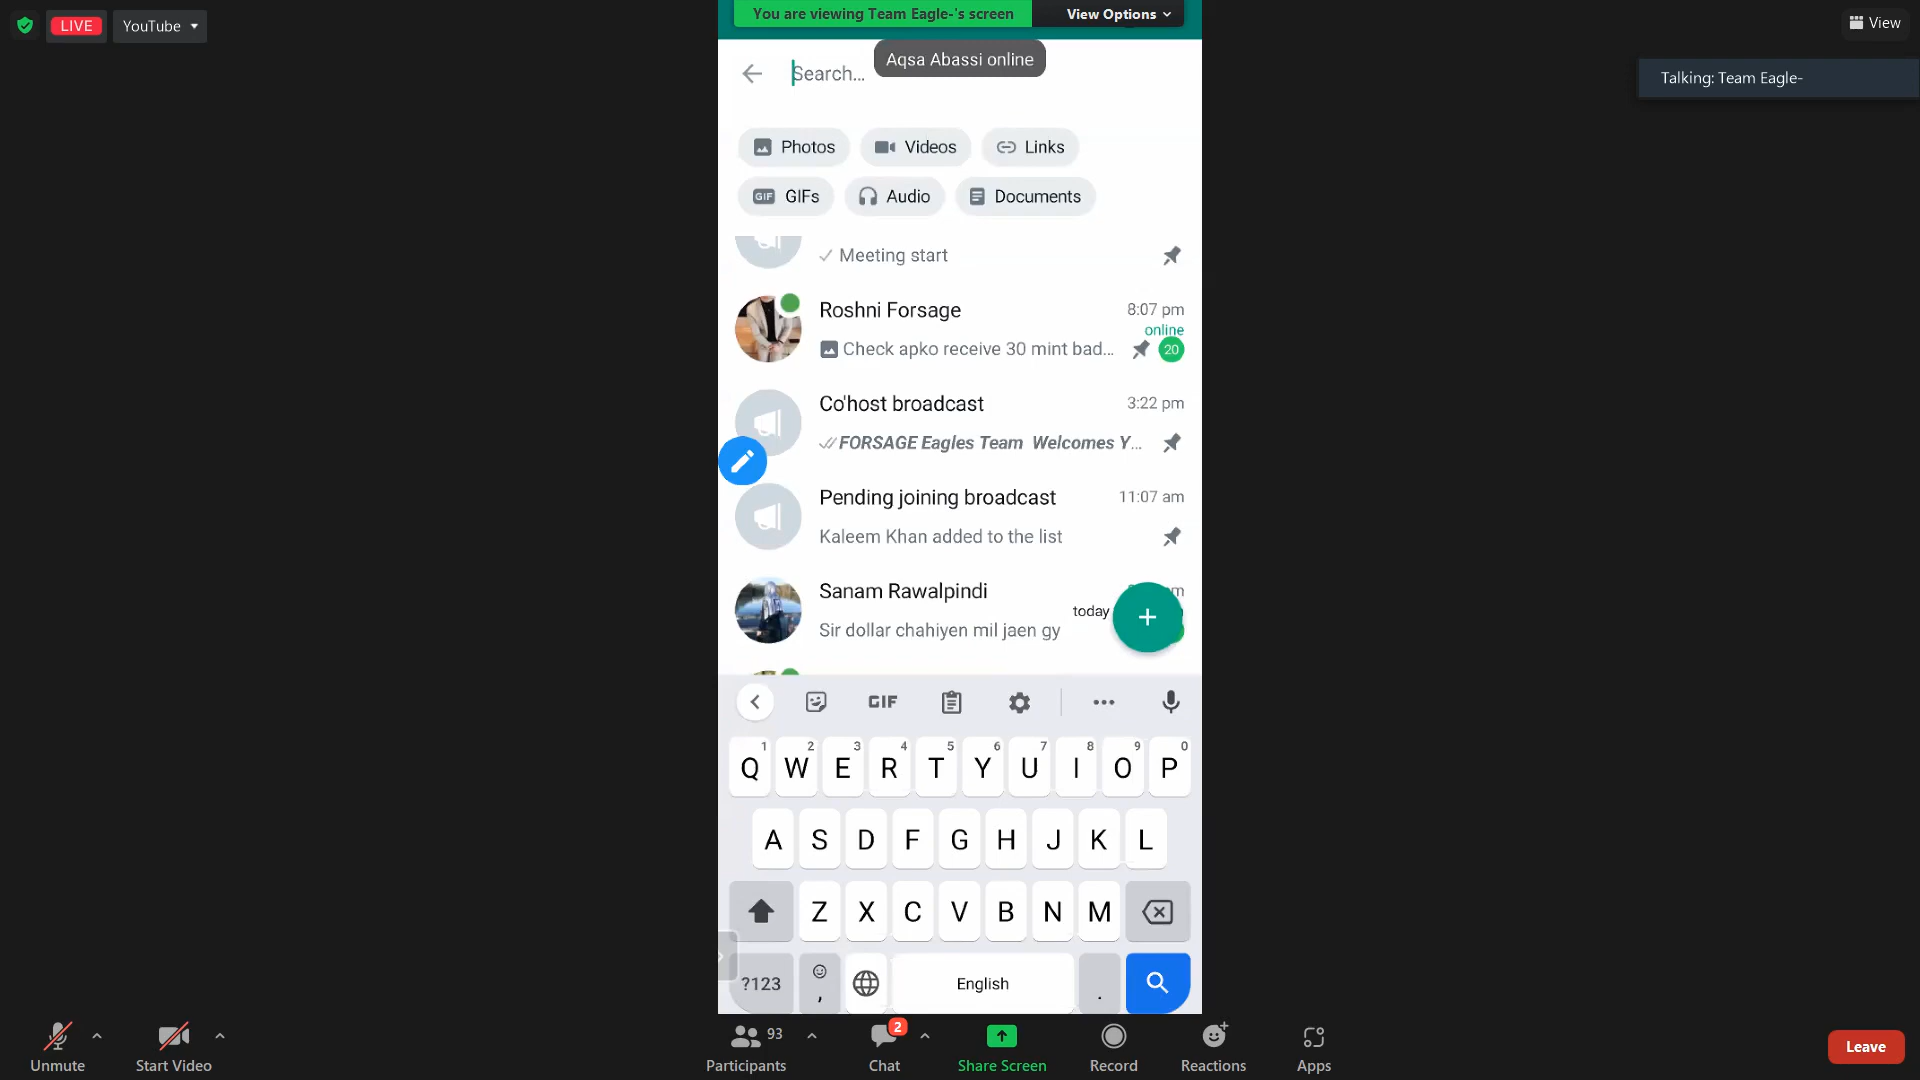 LIVE
YouTube
You are viewing Team Eagle-'s screen
View Options
View
Talking: Team Eagle-
Search...
Aqsa Abassi online
Photos
Videos
Links
GIF
GIFs
Audio
Documents
Meeting start
Roshni Forsage
8:07 pm
online
Check apko receive 30 mint bad...
20
Co'host broadcast
3:22 pm
FORSAGE Eagles Team Welcomes Y...
Pending joining broadcast
11:07 am
Kaleem Khan added to the list
Sanam Rawalpindi
today
Sir dollar chahiyen mil jaen gy
+
GIF
1 2 3 4 5 6 7 8 9 0
Q W E R T Y U I O P
A S D F G H J K L
Z X C V B N M
?123
,
English
.
Unmute
Start Video
93
Participants
2
Chat
Share Screen
Record
Reactions
Apps
Leave